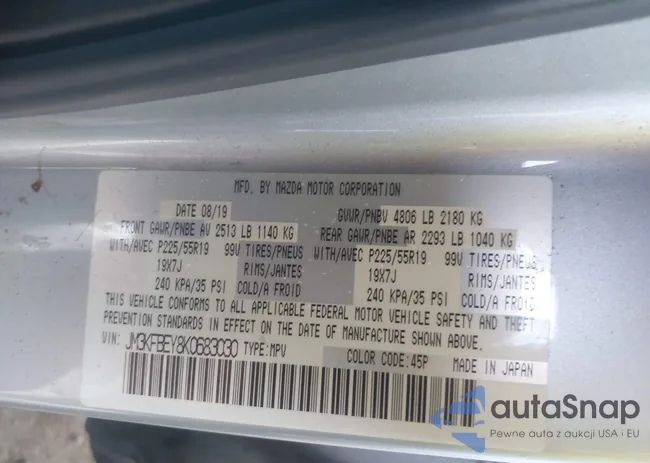 MFD. BY MAZDA MOTOR CORPORATION
DATE 08/19 GVWR/PNBV 4806 LB 2180 KG
FRONT GAWR/PNBE AV 2513 LB 1140 KG REAR GAWR/PNBE AR 2293 LB 1040 KG
WITH/AVEC P225/55R19 99V TIRES/PNEUS WITH/AVEC P225/55R19 99V TIRES/PNEUS
19X7J RIMS/JANTES 19X7J RIMS/JANTES
240 KPA/35 PSI COLD/A FROID 240 KPA/35 PSI COLD/A FROID
THIS VEHICLE CONFORMS TO ALL APPLICABLE FEDERAL MOTOR VEHICLE SAFETY AND THEFT
PREVENTION STANDARDS IN EFFECT ON THE DATE OF MANUFACTURE SHOWN ABOVE.
VIN: JM3KFBEY8K0683030 TYPE:MPV COLOR CODE:45P MADE IN JAPAN
autaSnap
Pewne auta z aukcji USA i EU